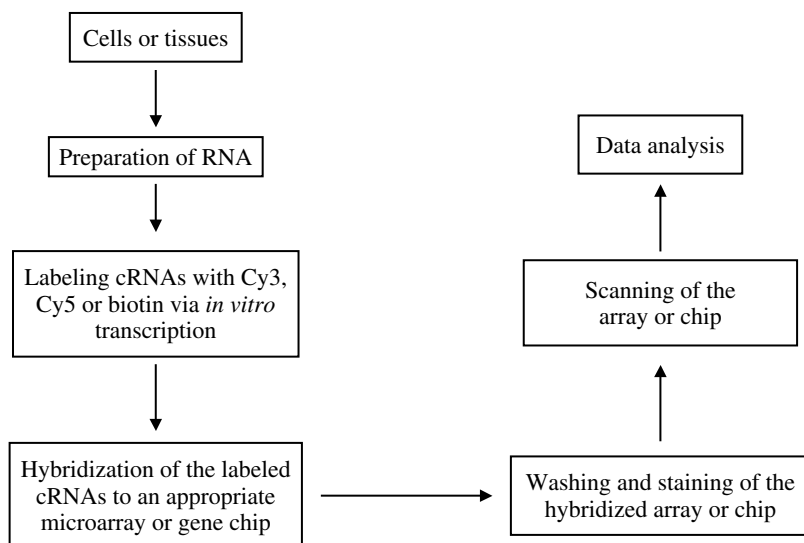 Cells or tissues
Preparation of RNA
Labeling cRNAs with Cy3,
Cy5 or biotin via in vitro
transcription
Hybridization of the labeled
cRNAs to an appropriate
microarray or gene chip
Washing and staining of the
hybridized array or chip
Scanning of the
array or chip
Data analysis